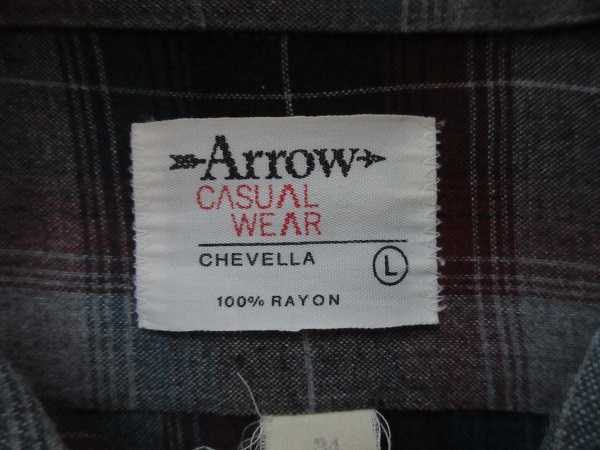 Arrow
CASUAL
WEAR
CHEVELLA L
100% RAYON